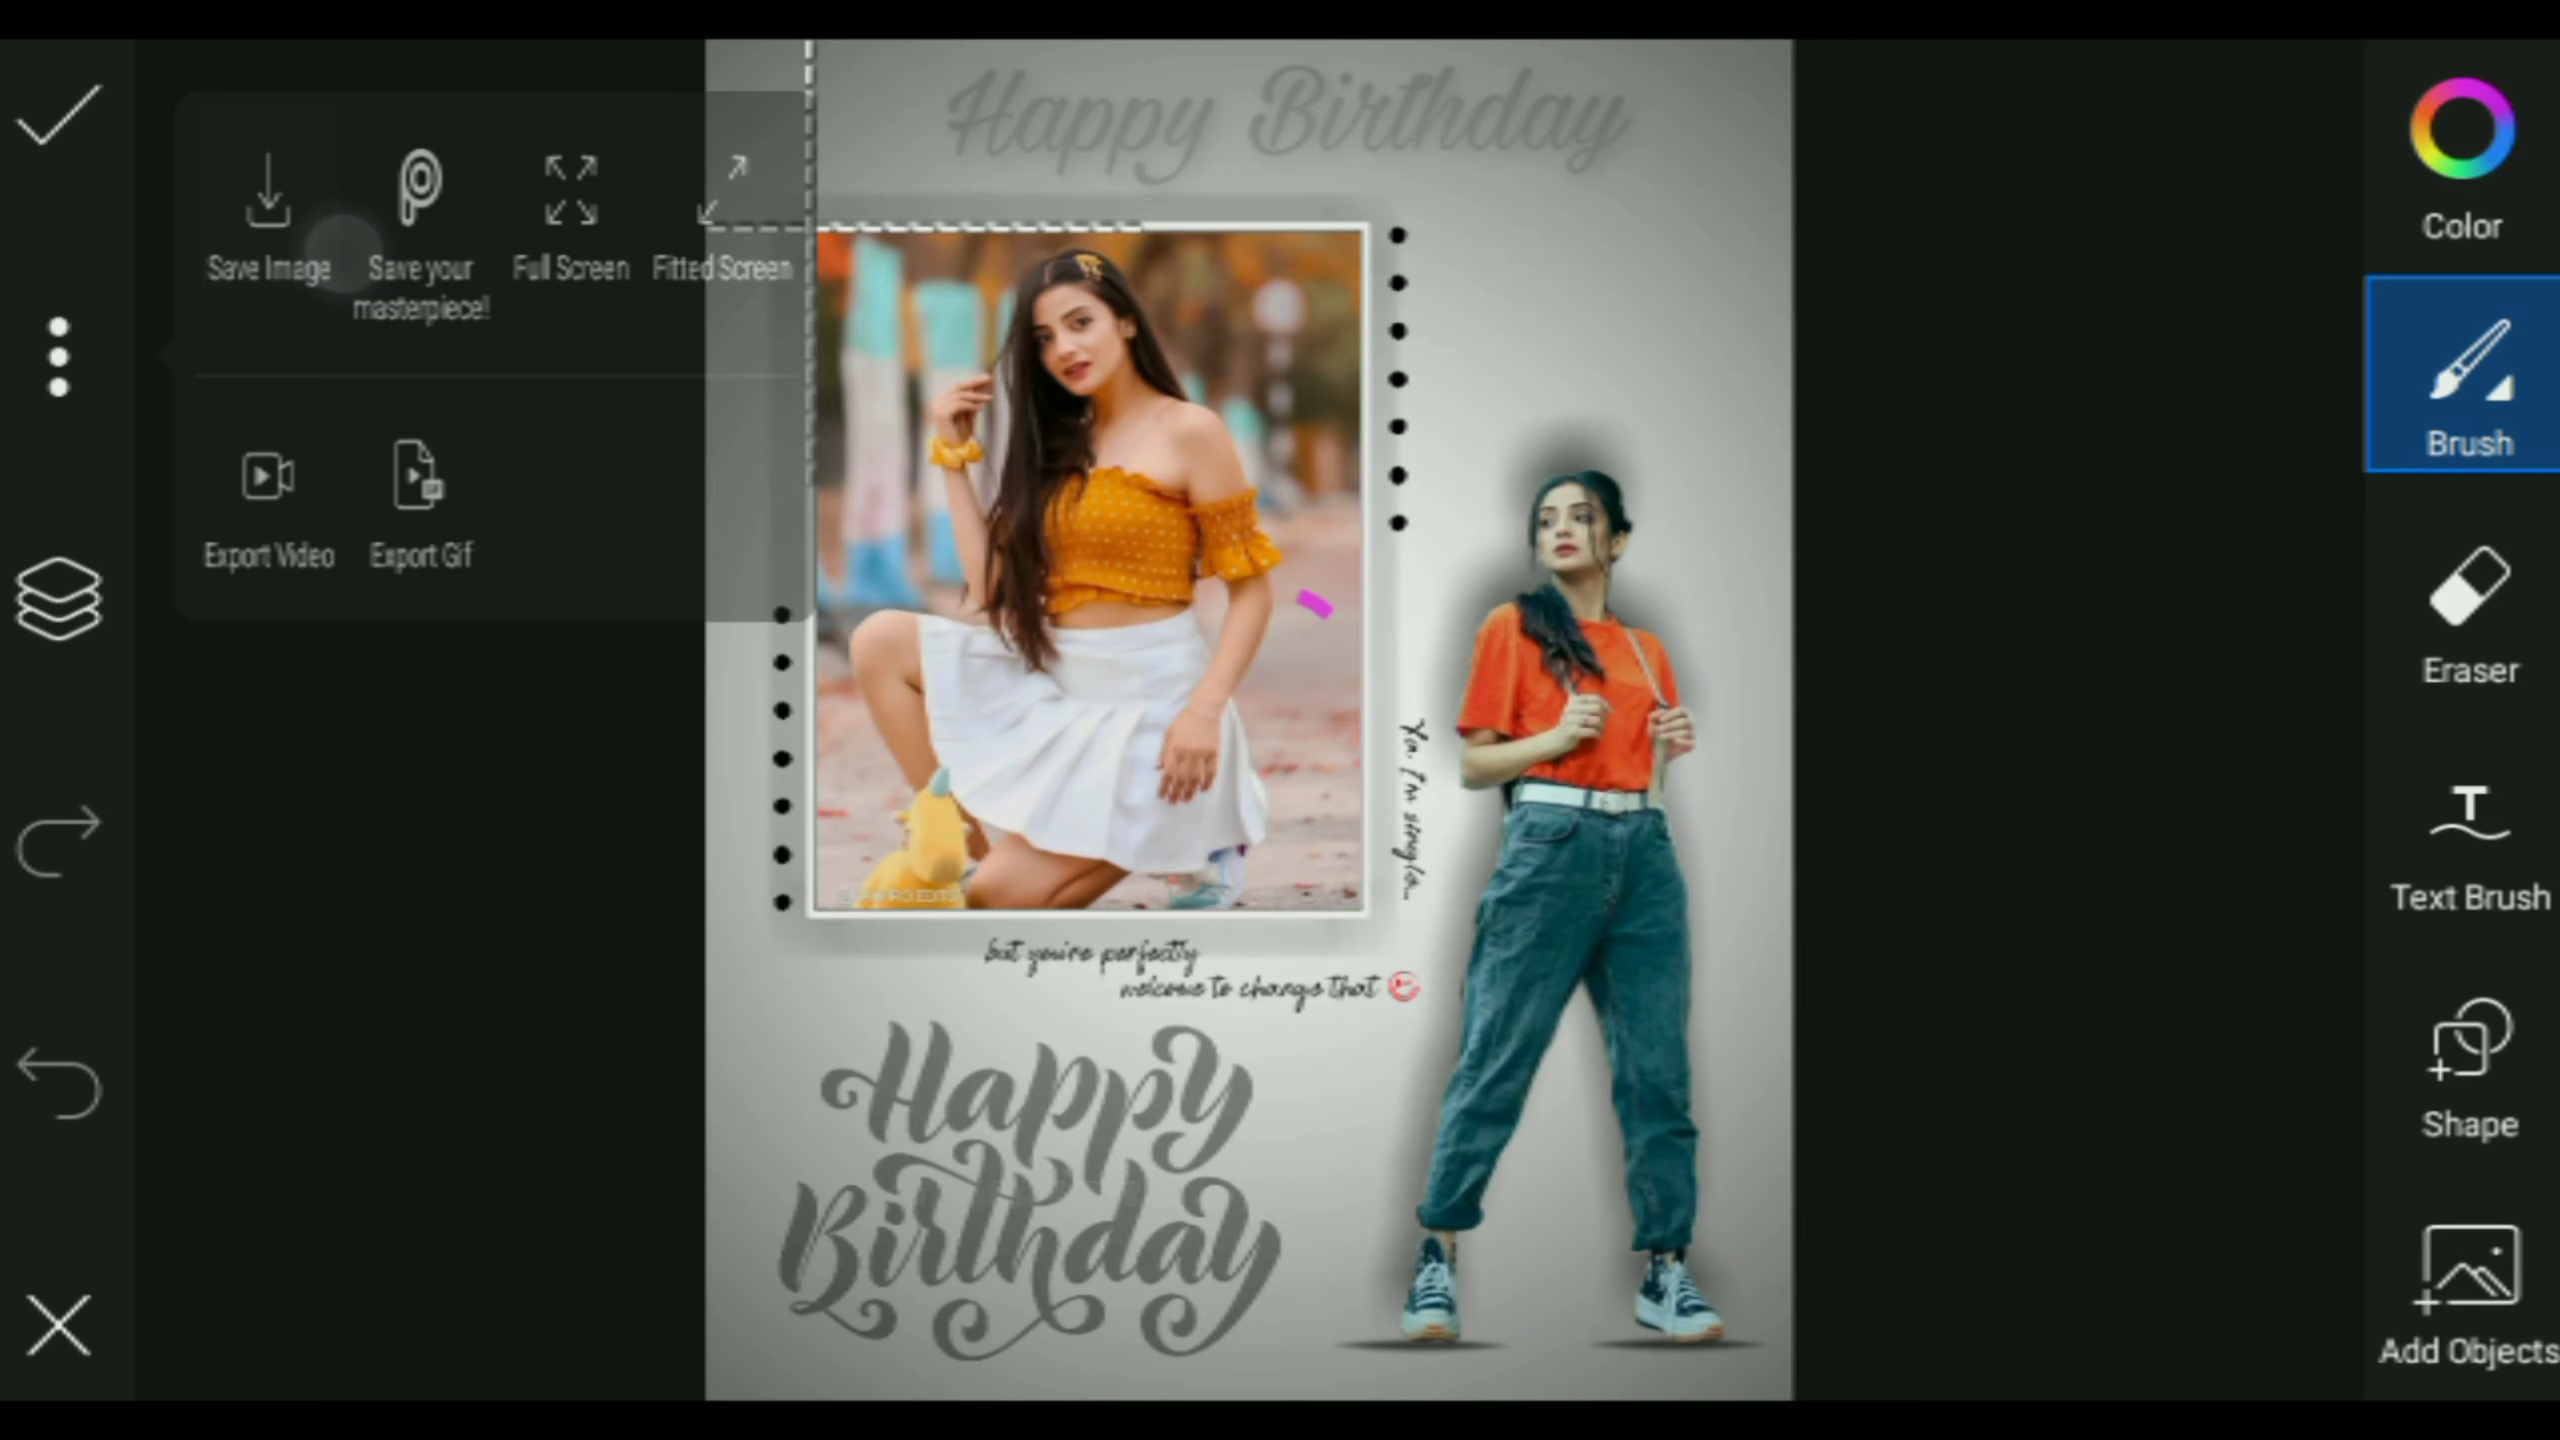 Save Image
Save your
masterpiece!
Full Screen
Fitted Screen
Export Video
Export Gif
Happy Birthday
Ya, I'm single...
but you're perfectly
welcome to change that
Happy
Birthday
Color
Brush
Eraser
Text Brush
Shape
Add Objects